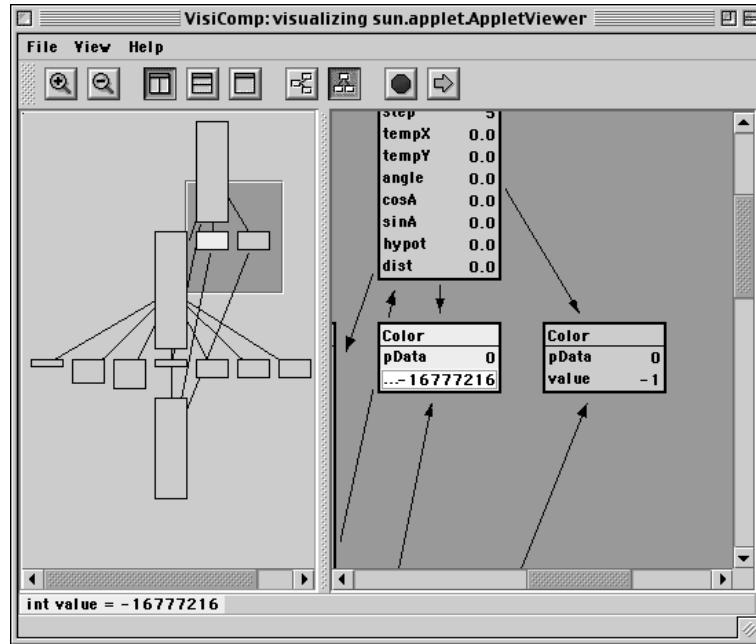 VisiComp: visualizing sun.applet.AppletViewer
File View Help
step 5
tempX 0.0
tempY 0.0
angle 0.0
cosA 0.0
sinA 0.0
hypot 0.0
dist 0.0
Color
pData 0
...-16777216
Color
pData 0
value -1
int value = -16777216